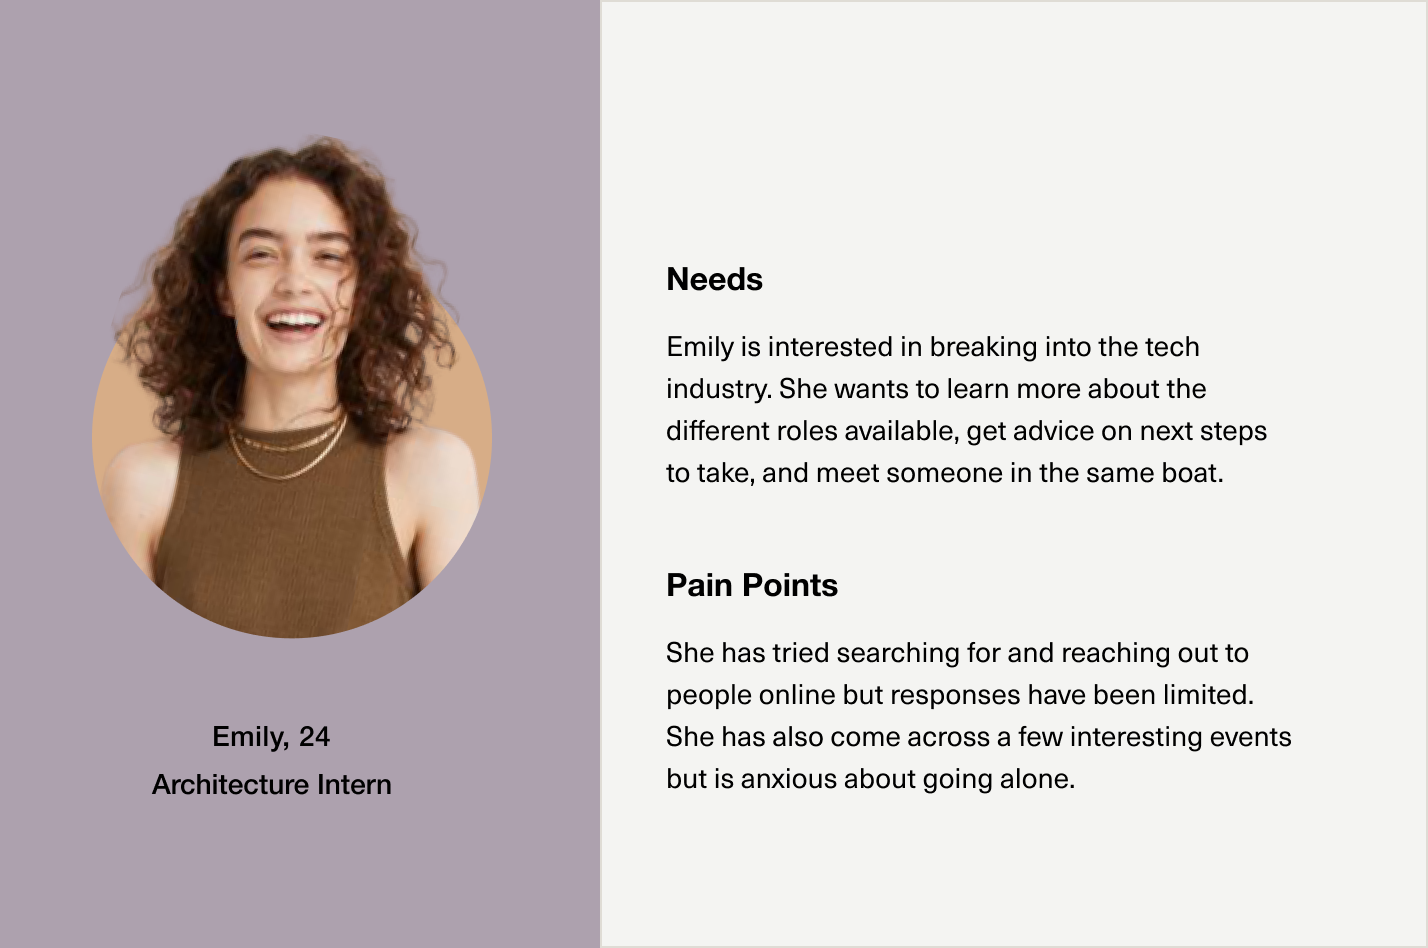 Emily, 24
Architecture Intern
Needs
Emily is interested in breaking into the tech
industry. She wants to learn more about the
different roles available, get advice on next steps
to take, and meet someone in the same boat.
Pain Points
She has tried searching for and reaching out to
people online but responses have been limited.
She has also come across a few interesting events
but is anxious about going alone.